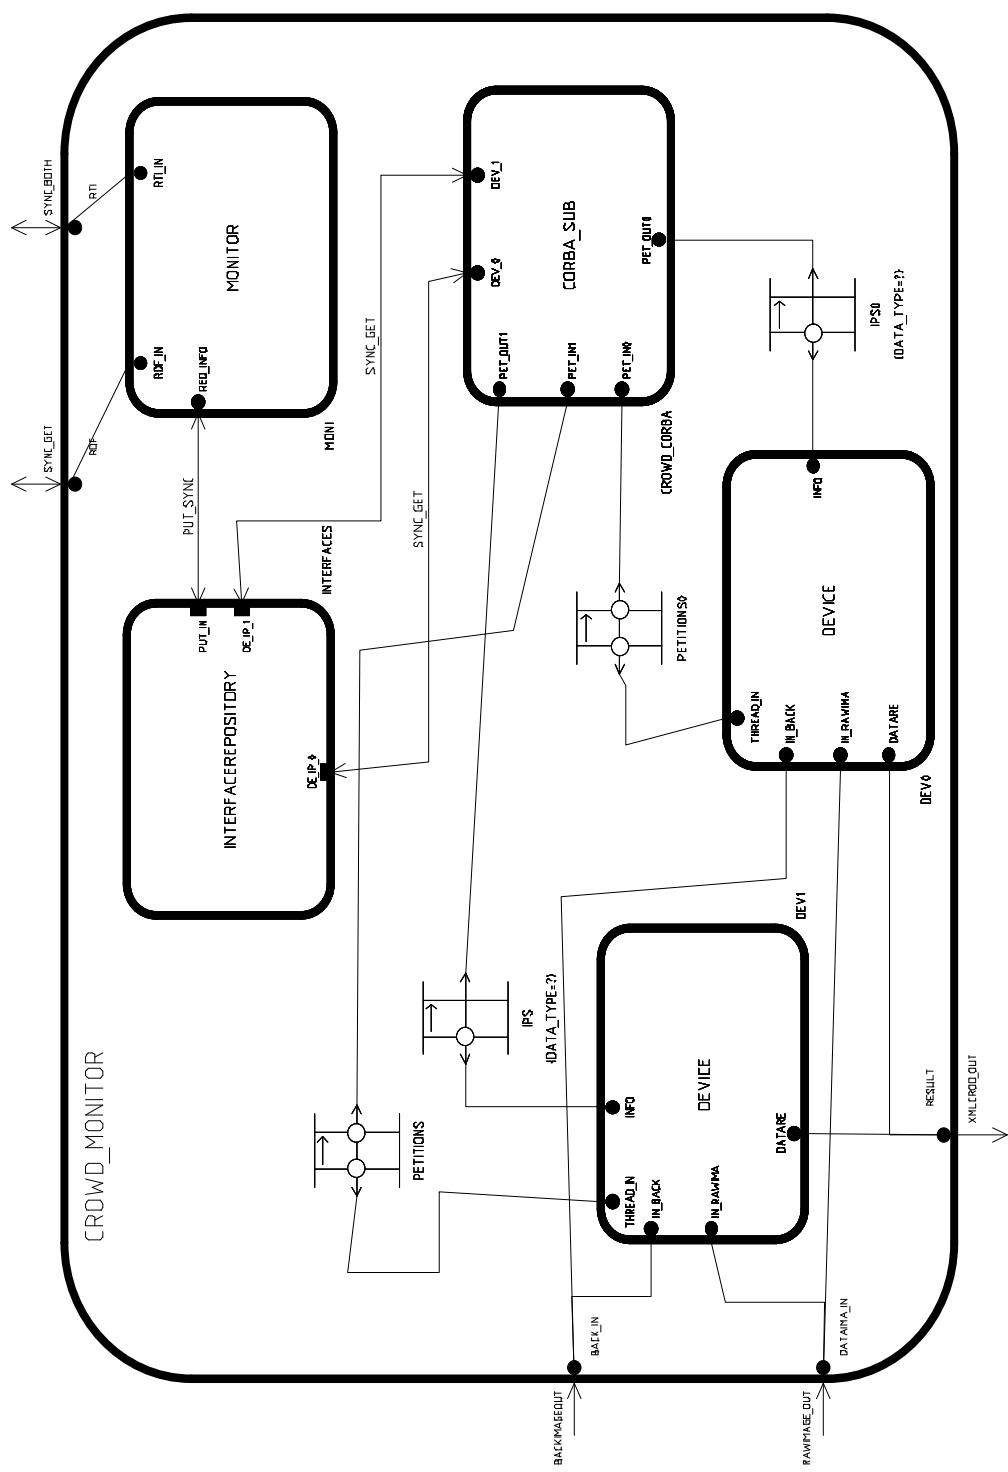 SYNC_BOTH
RTI
RTI_IN
MONITOR
RDF_IN
REQ_INFO
MONI
SYNC_GET
RDF
PUT_SYNC
SYNC_GET
SYNC_GET
DEV_1
DEV_0
CORBA_SUB
PET_OUT0
PET_OUT1
PET_IN1
PET_IN0
CROWD_CORBA
IPS0
(DATA_TYPE=?)
INTERFACES
PUT_IN
DE_IP_1
INTERFACEREPOSITORY
DE_IP_0
PETITIONS0
INFO
DEVICE
THREAD_IN
IN_BACK
IN_RAWIMA
DATARE
DEV0
DEV1
IPS
(DATA_TYPE=?)
INFO
DEVICE
DATARE
THREAD_IN
IN_BACK
IN_RAWIMA
PETITIONS
CROWD_MONITOR
RESULT
XMLCROD_OUT
BACK_IN
DATAIMA_IN
BACKIMAGEOUT
RAWIMAGE_OUT